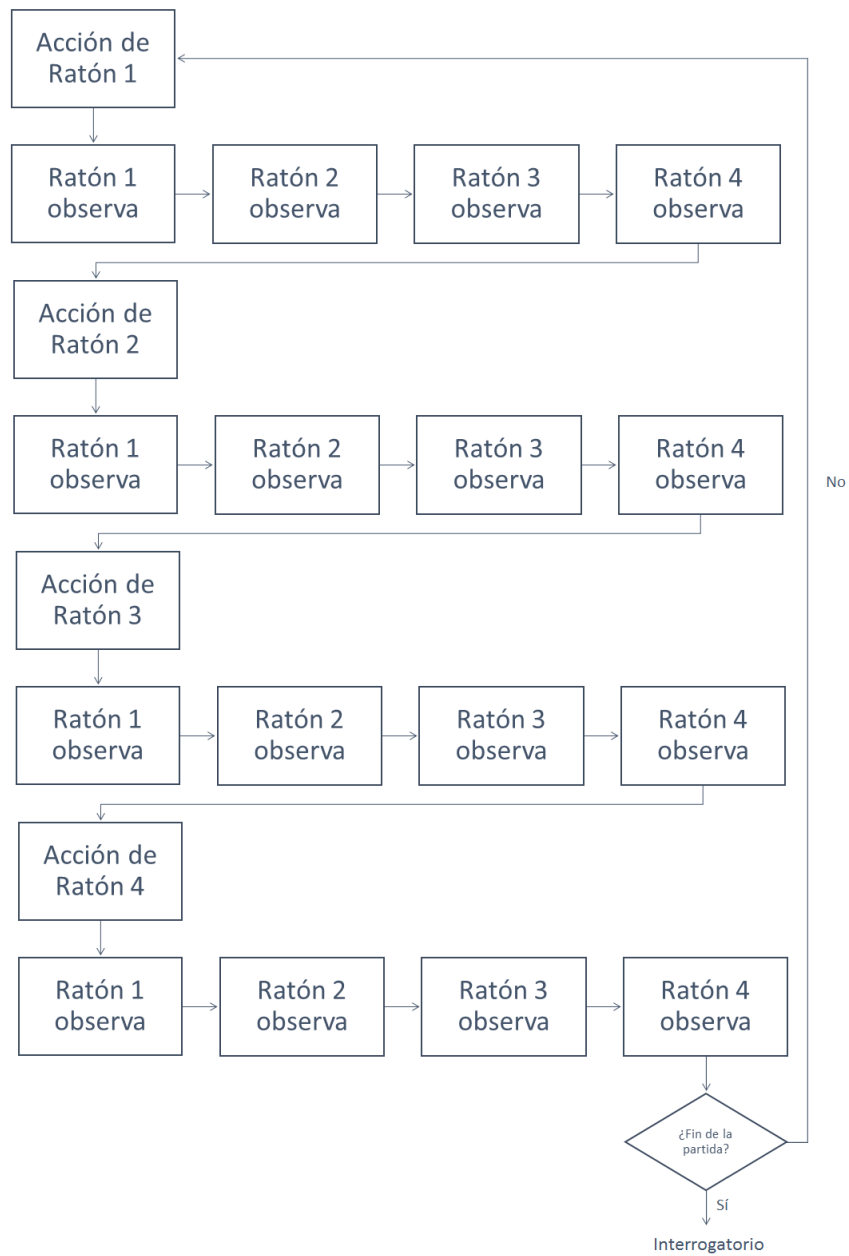 Acción de
Ratón 1
Ratón 1
observa
Ratón 2
observa
Ratón 3
observa
Ratón 4
observa
Acción de
Ratón 2
Ratón 1
observa
Ratón 2
observa
Ratón 3
observa
Ratón 4
observa
No
Acción de
Ratón 3
Ratón 1
observa
Ratón 2
observa
Ratón 3
observa
Ratón 4
observa
Acción de
Ratón 4
Ratón 1
observa
Ratón 2
observa
Ratón 3
observa
Ratón 4
observa
¿Fin de la
partida?
Sí
Interrogatorio